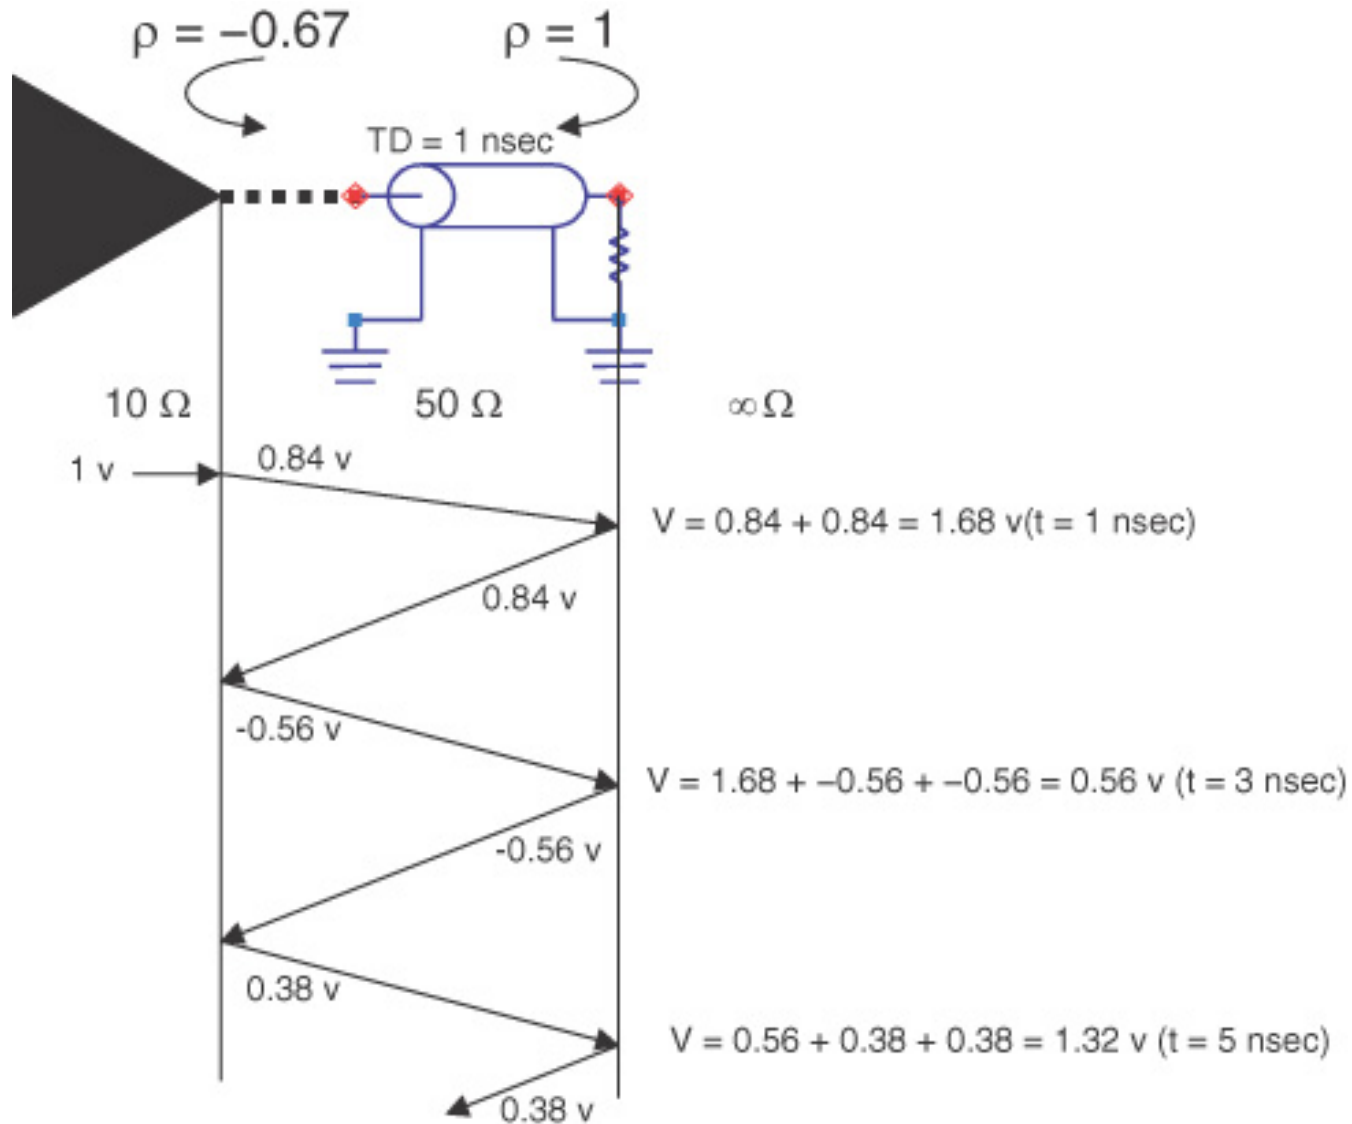 ρ = –0.67
ρ = 1
TD = 1 nsec
10 Ω
50 Ω
∞ Ω
1 v
0.84 v
V = 0.84 + 0.84 = 1.68 v(t = 1 nsec)
0.84 v
-0.56 v
V = 1.68 + –0.56 + –0.56 = 0.56 v (t = 3 nsec)
-0.56 v
0.38 v
V = 0.56 + 0.38 + 0.38 = 1.32 v (t = 5 nsec)
0.38 v